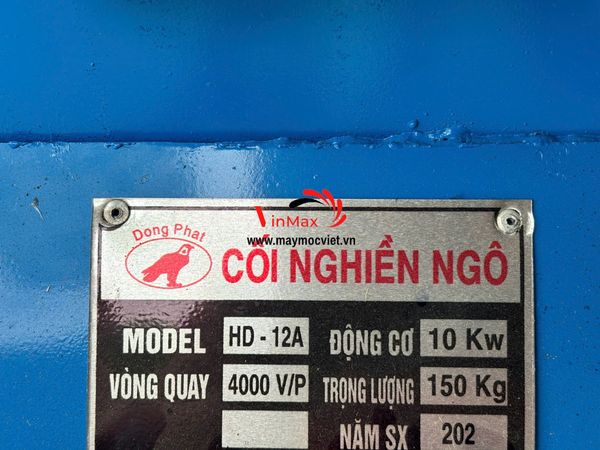 VinMax
www.maymocviet.vn
Dong Phat
CỐI NGHIỀN NGÔ
MODEL HD - 12A ĐỘNG CƠ 10 Kw
VÒNG QUAY 4000 V/P TRỌNG LƯỢNG 150 Kg
NĂM SX 202